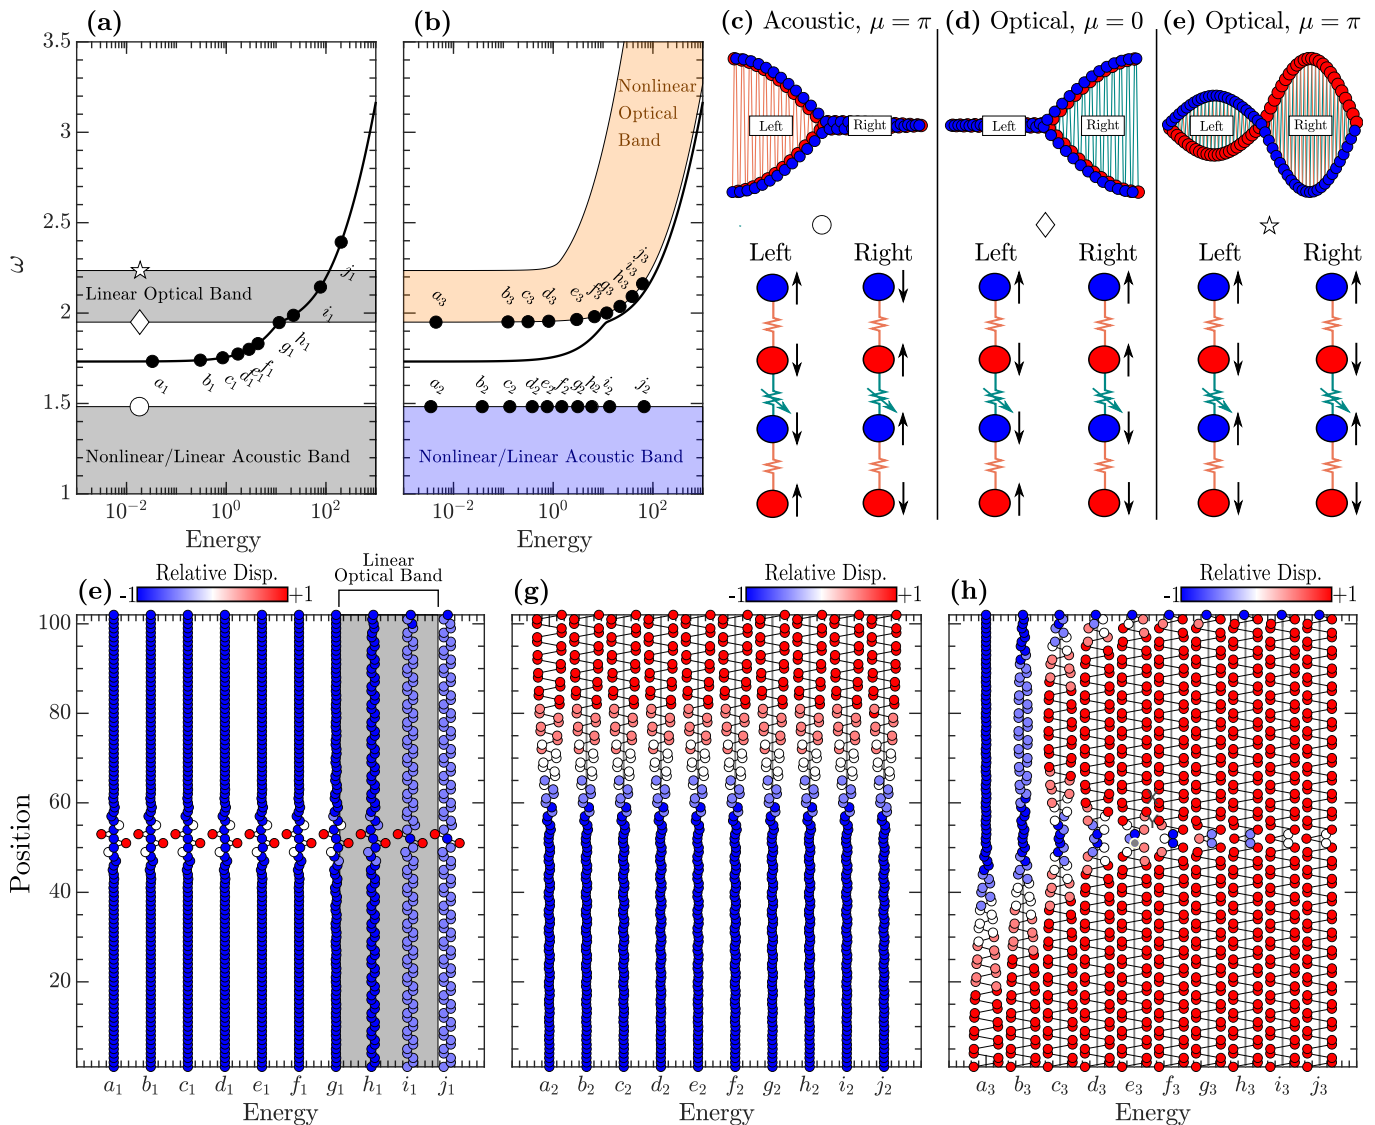 (a)
(b)
(c) Acoustic, μ = π
(d) Optical, μ = 0
(e) Optical, μ = π
3.5
3
2.5
2
1.5
1
ω
Linear Optical Band
Nonlinear/Linear Acoustic Band
a₁
b₁
c₁
d₁
e₁
f₁
g₁
h₁
i₁
j₁
10⁻²
10⁰
10²
Energy
Nonlinear
Optical
Band
a₃
b₃
c₃
d₃
e₃
f₃
g₃
h₃
i₃
j₃
a₂
b₂
c₂
d₂
e₂
f₂
g₂
h₂
i₂
j₂
Nonlinear/Linear Acoustic Band
10⁻²
10⁰
10²
Energy
Left
Right
Left
Right
Left
Right
Left
Right
Left
Right
Left
Right
(e)
Relative Disp.
-1
+1
Linear
Optical Band
(g)
Relative Disp.
-1
+1
(h)
Relative Disp.
-1
+1
100
80
60
40
20
Position
a₁ b₁ c₁ d₁ e₁ f₁ g₁ h₁ i₁ j₁
Energy
a₂ b₂ c₂ d₂ e₂ f₂ g₂ h₂ i₂ j₂
Energy
a₃ b₃ c₃ d₃ e₃ f₃ g₃ h₃ i₃ j₃
Energy